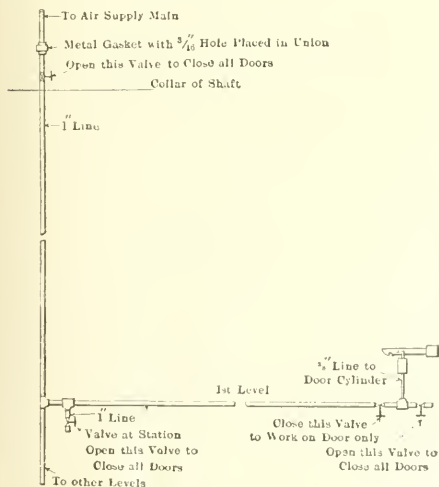 To Air Supply Main
Metal Gasket with 3/16" Hole Placed in Union
Open this Valve to Close all Doors
Collar of Shaft
1" Line
1st Level
3/8" Line to
Door Cylinder
1" Line
Valve at Station
Open this Valve to
Close all Doors
To other Levels
Close this Valve
to Work on Door only
Open this Valve to
Close all Doors